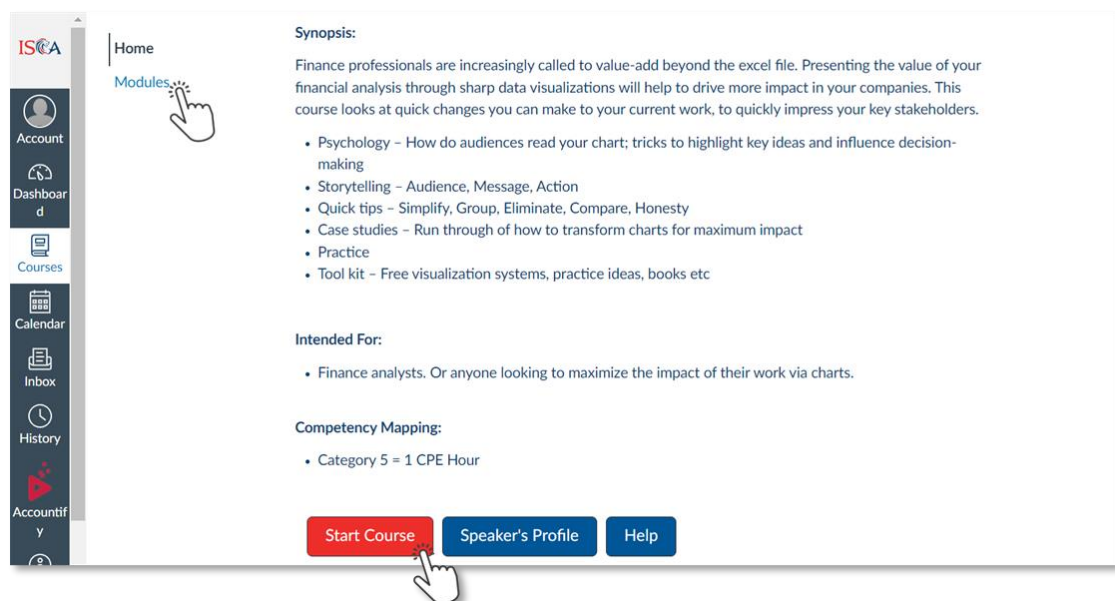 ISCA
Account
Dashboar
d
Courses
Calendar
Inbox
History
Accountif
y
Home
Modules
Synopsis:
Finance professionals are increasingly called to value-add beyond the excel file. Presenting the value of your
financial analysis through sharp data visualizations will help to drive more impact in your companies. This
course looks at quick changes you can make to your current work, to quickly impress your key stakeholders.
• Psychology – How do audiences read your chart; tricks to highlight key ideas and influence decision-
making
• Storytelling – Audience, Message, Action
• Quick tips – Simplify, Group, Eliminate, Compare, Honesty
• Case studies – Run through of how to transform charts for maximum impact
• Practice
• Tool kit – Free visualization systems, practice ideas, books etc
Intended For:
• Finance analysts. Or anyone looking to maximize the impact of their work via charts.
Competency Mapping:
• Category 5 = 1 CPE Hour
Start Course
Speaker's Profile
Help